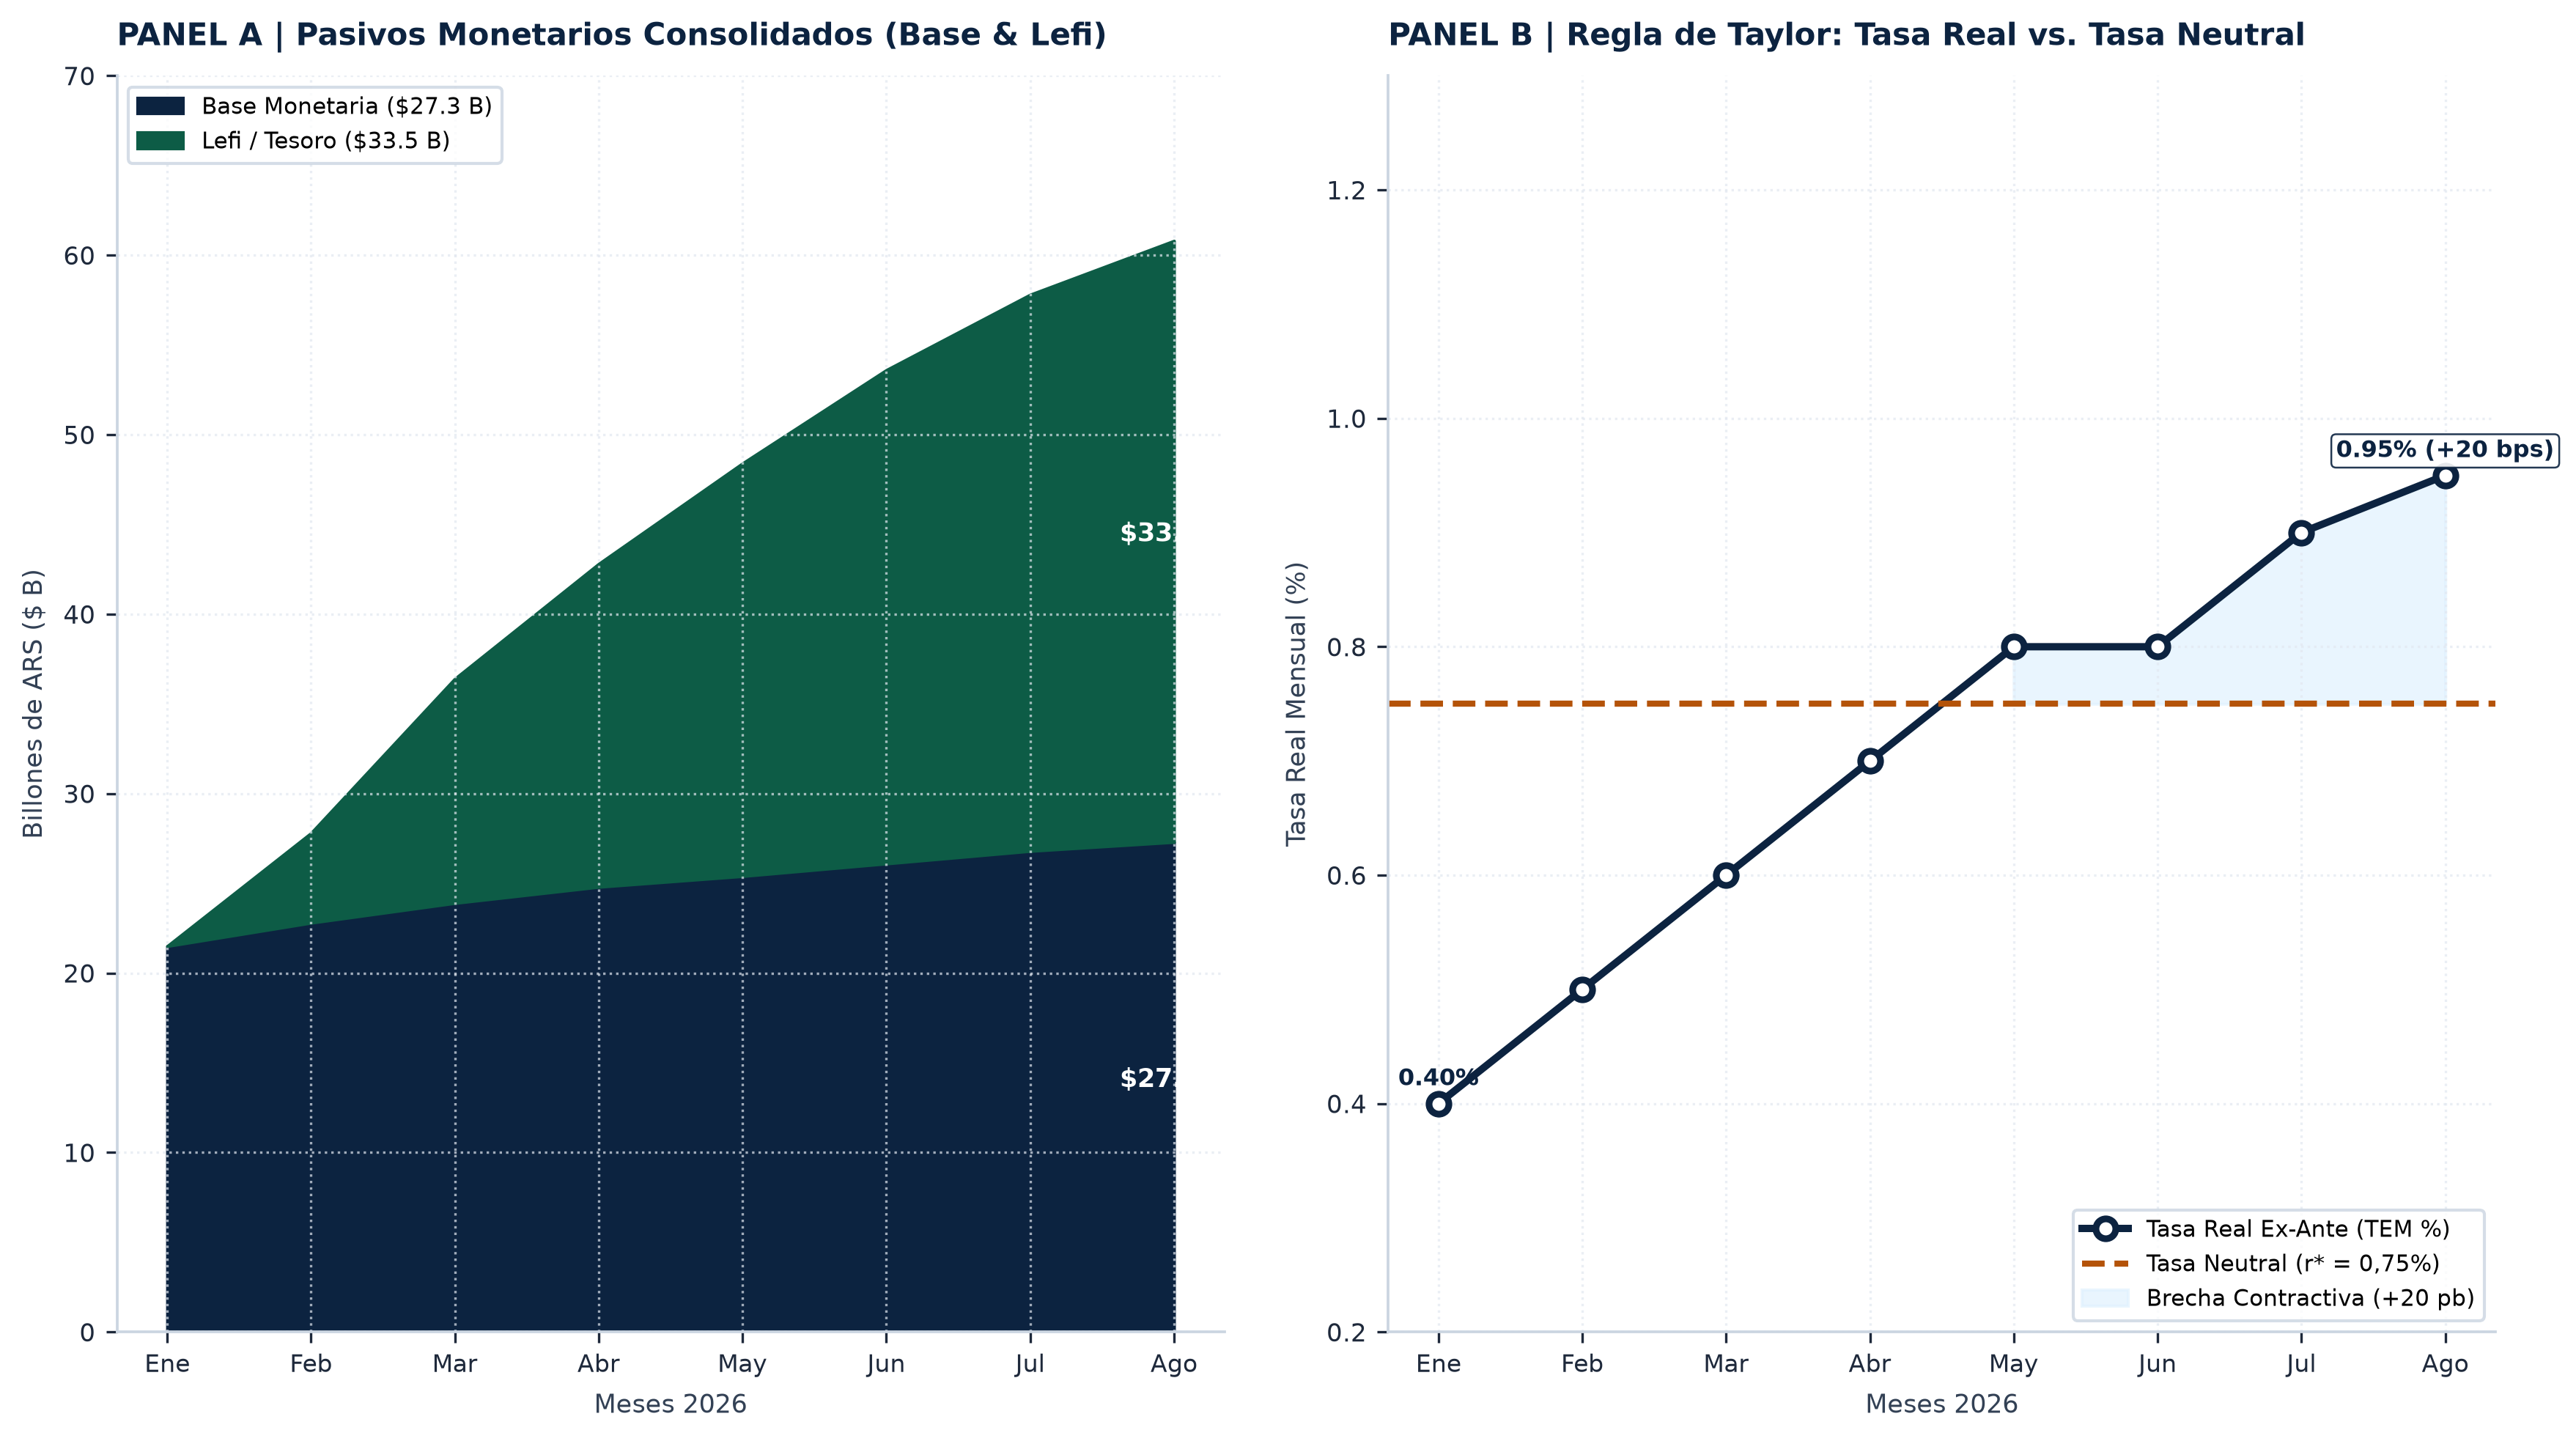 PANEL A | Pasivos Monetarios Consolidados (Base & Lefi)
Base Monetaria ($27.3 B)
Lefi / Tesoro ($33.5 B)
Billones de ARS ($ B)
70
60
50
40
30
20
10
0
$33
$27
Ene Feb Mar Abr May Jun Jul Ago
Meses 2026
PANEL B | Regla de Taylor: Tasa Real vs. Tasa Neutral
Tasa Real Mensual (%)
1.2
1.0
0.8
0.6
0.4
0.2
0.95% (+20 bps)
0.40%
Tasa Real Ex-Ante (TEM %)
Tasa Neutral (r* = 0,75%)
Brecha Contractiva (+20 pb)
Ene Feb Mar Abr May Jun Jul Ago
Meses 2026